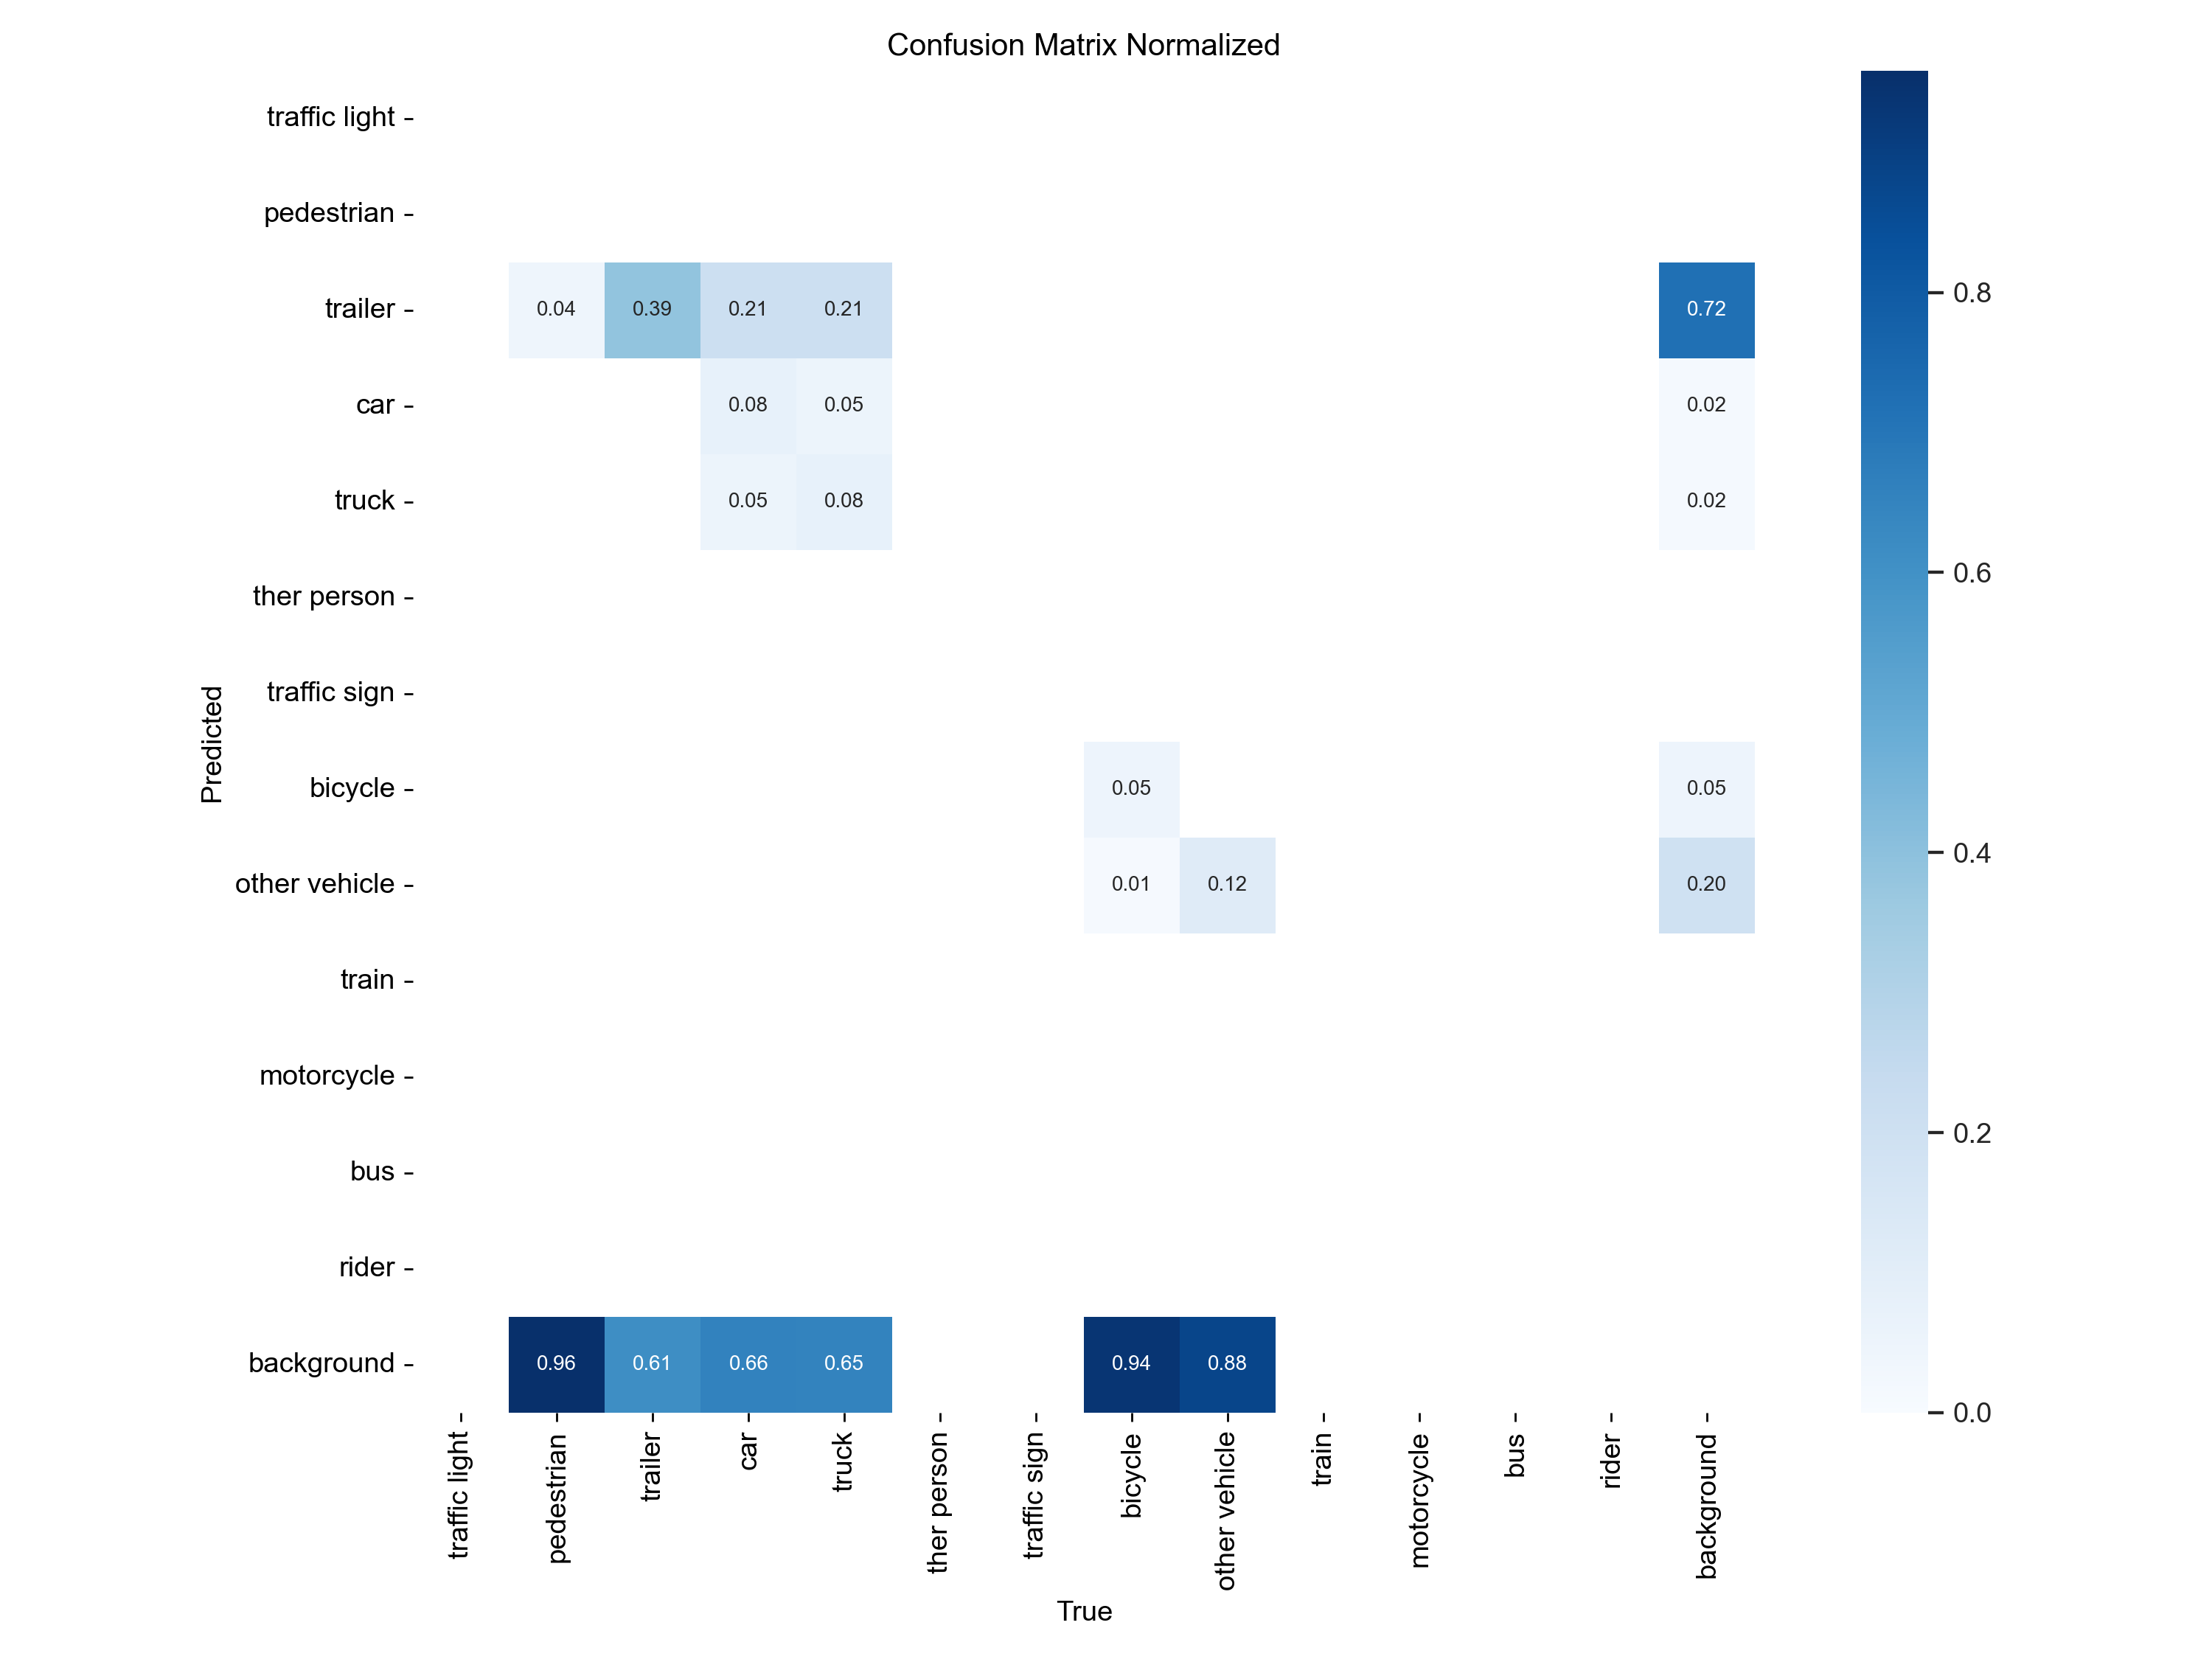 Confusion Matrix Normalized
traffic light
pedestrian
trailer 0.04 0.39 0.21 0.21 0.72
car 0.08 0.05 0.02
truck 0.05 0.08 0.02
ther person
traffic sign
bicycle 0.05 0.05
other vehicle 0.01 0.12 0.20
train
motorcycle
bus
rider
background 0.96 0.61 0.66 0.65 0.94 0.88
Predicted
traffic light
pedestrian
trailer
car
truck
ther person
traffic sign
bicycle
other vehicle
train
motorcycle
bus
rider
background
True
0.8
0.6
0.4
0.2
0.0